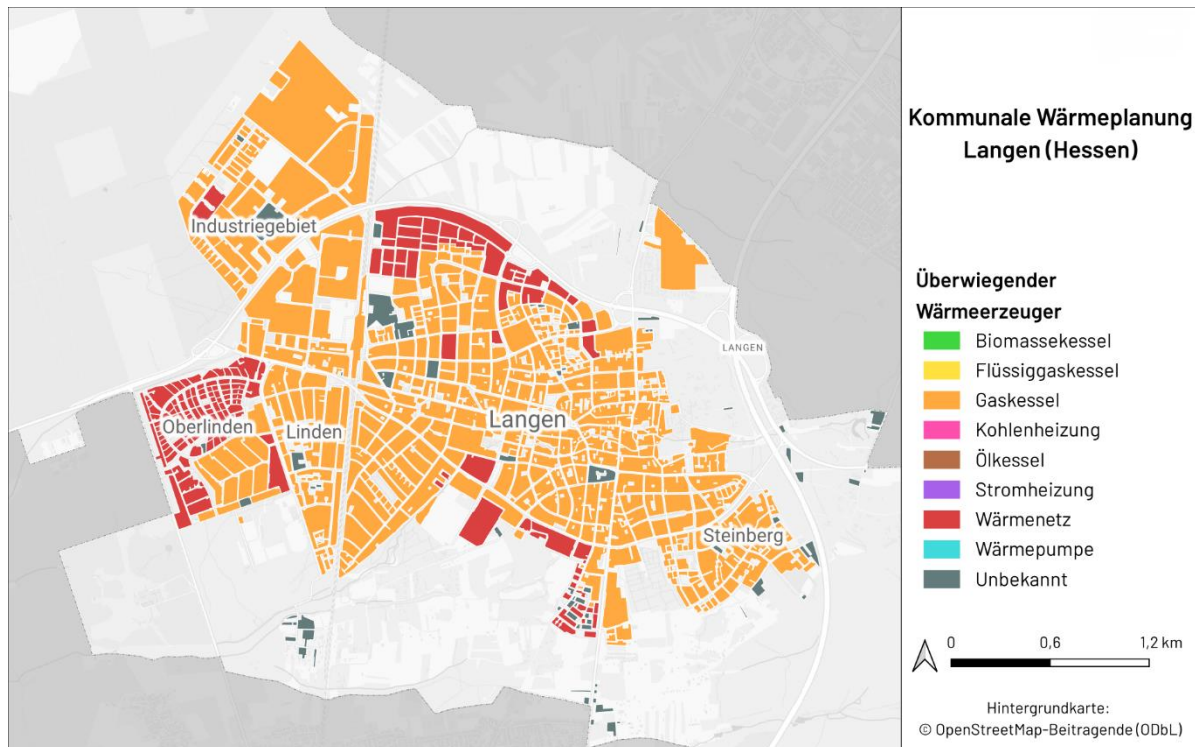 Kommunale Wärmeplanung
Langen (Hessen)
Industriegebiet
LANGEN
Oberlinden
Linden
Langen
Steinberg
Überwiegender
Wärmeerzeuger
Biomassekessel
Flüssiggaskessel
Gaskessel
Kohlenheizung
Ölkessel
Stromheizung
Wärmenetz
Wärmepumpe
Unbekannt
0 0,6 1,2 km
Hintergrundkarte:
© OpenStreetMap-Beitragende (ODbL)